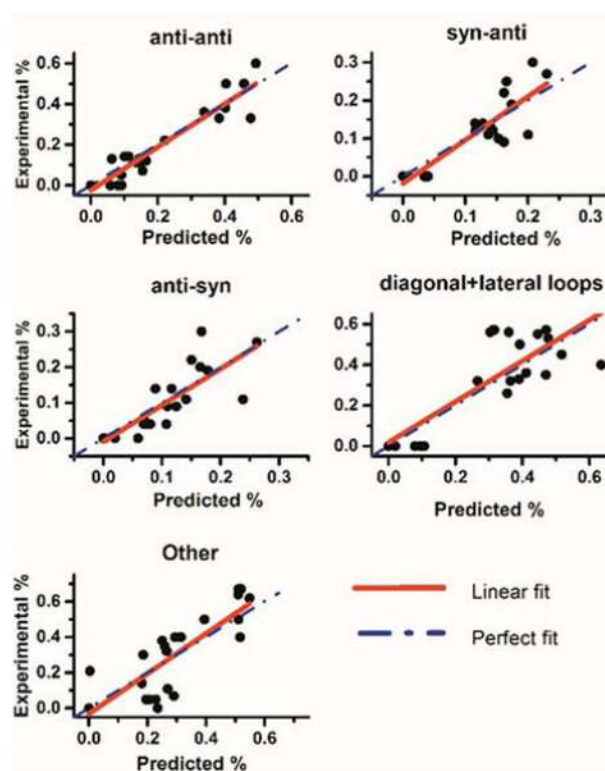 anti-anti
Experimental %
0.6
0.4
0.2
0.0
0.0 0.2 0.4 0.6
Predicted %
syn-anti
Experimental %
0.3
0.2
0.1
0.0
0.0 0.1 0.2 0.3
Predicted %
anti-syn
Experimental %
0.3
0.2
0.1
0.0
0.0 0.1 0.2 0.3
Predicted %
diagonal+lateral loops
Experimental %
0.6
0.4
0.2
0.0
0.0 0.2 0.4 0.6
Predicted %
Other
Experimental %
0.6
0.4
0.2
0.0
0.0 0.2 0.4 0.6
Predicted %
Linear fit
Perfect fit